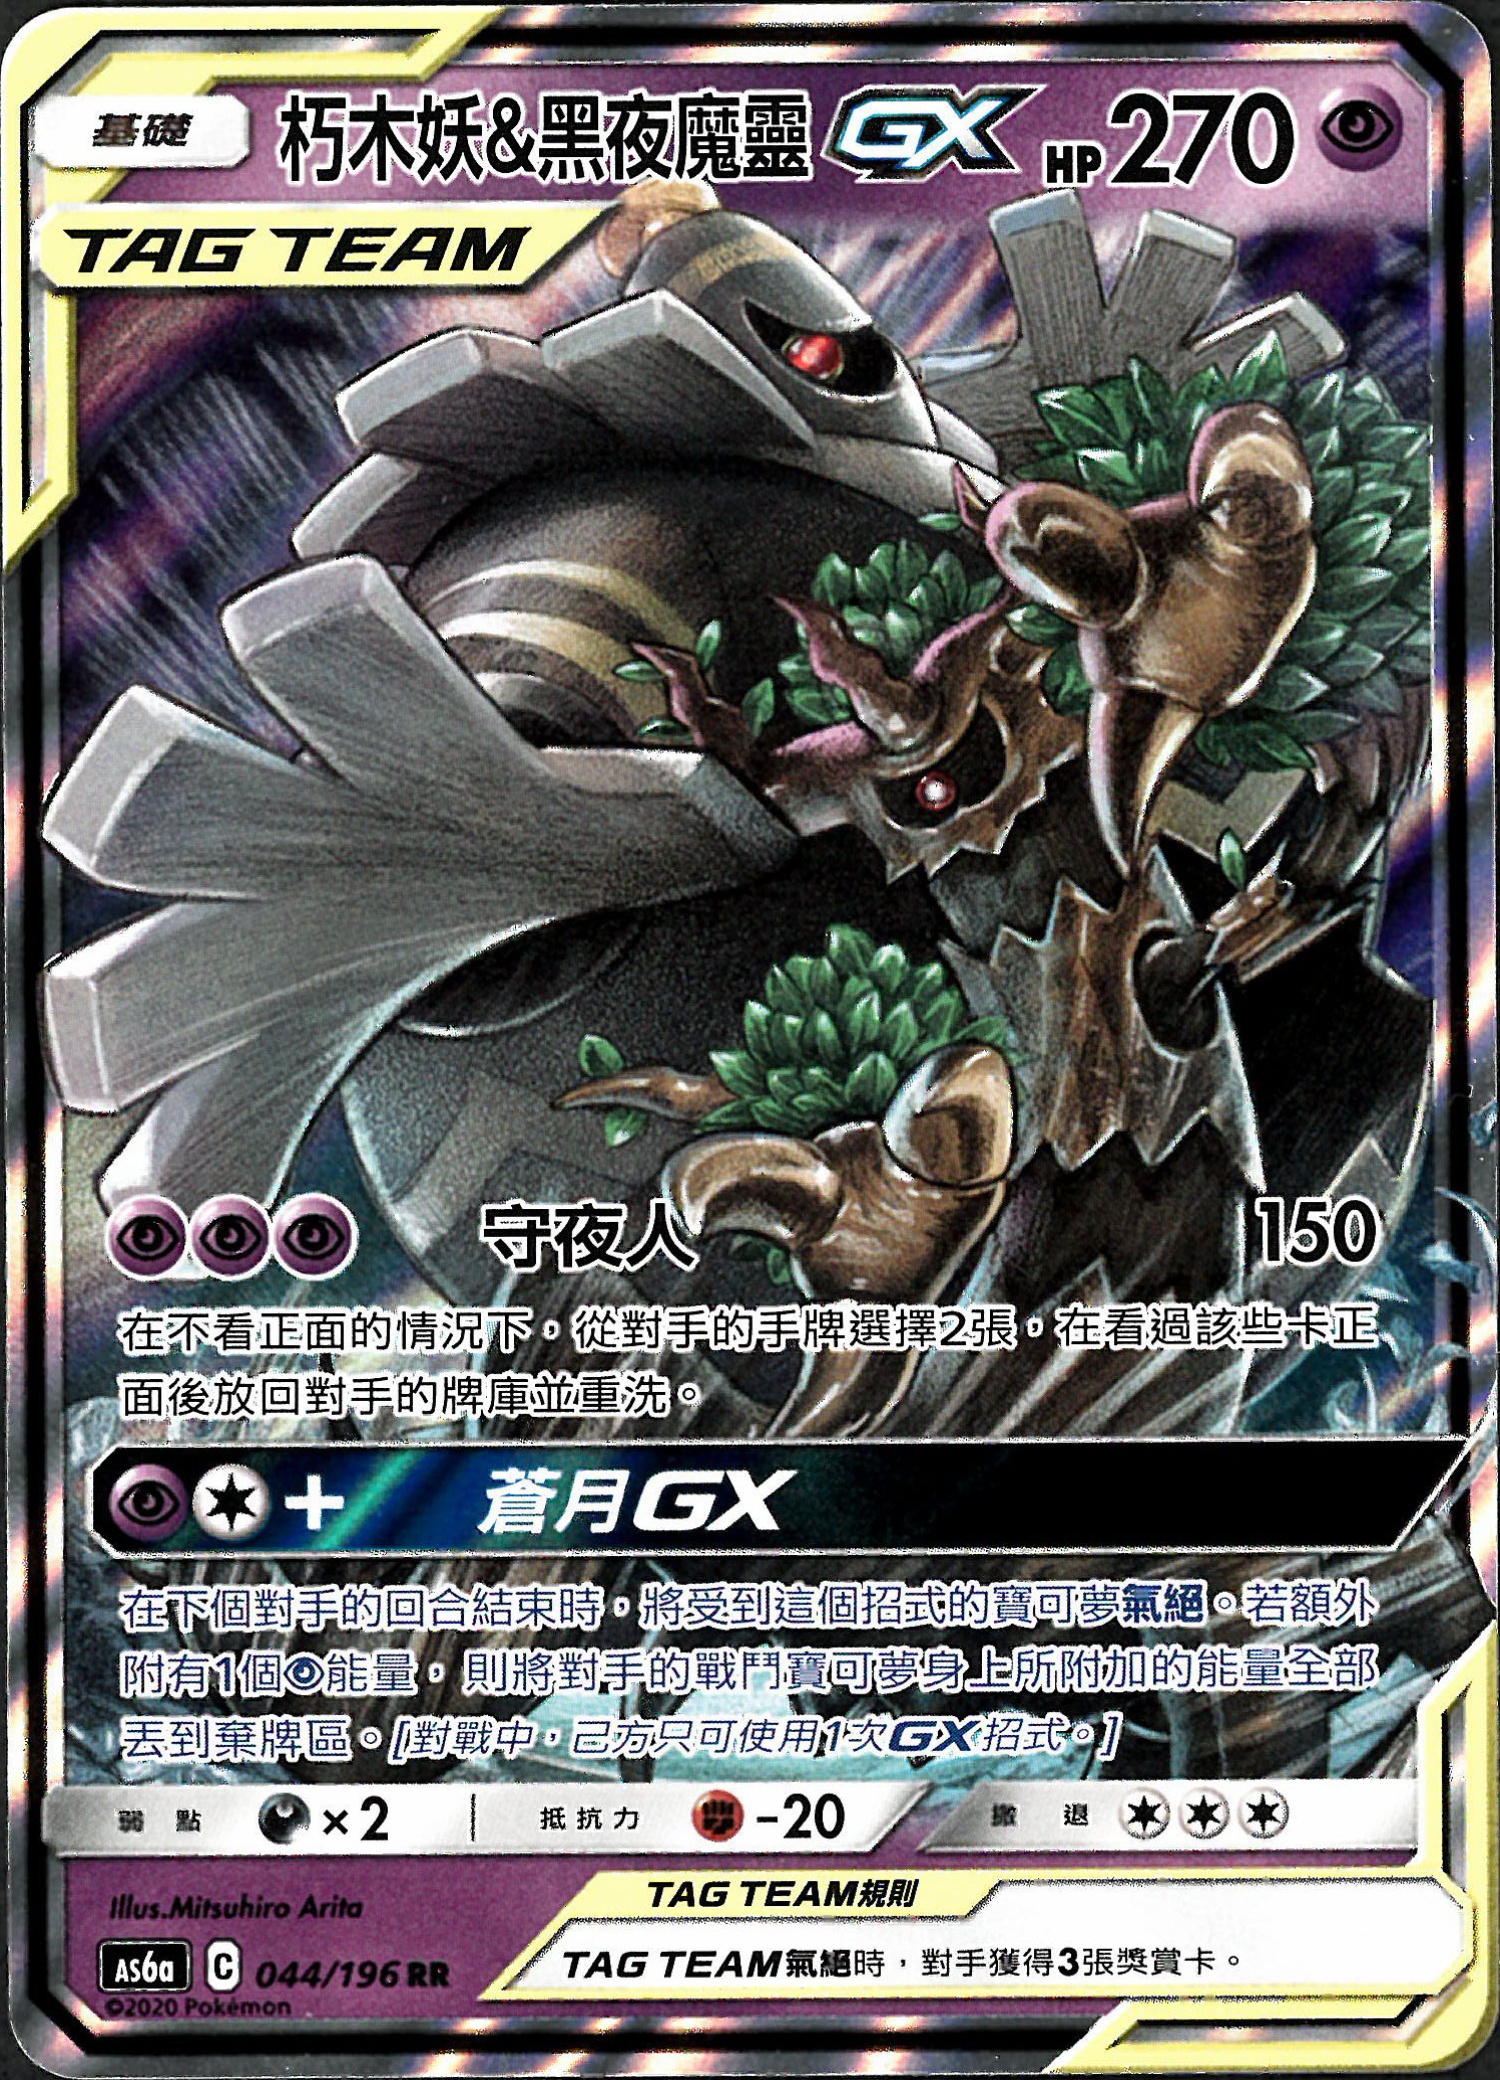 基礎 朽木妖&黑夜魔靈GX HP270
TAG TEAM
守夜人 150
在不看正面的情況下，從對手的手牌選擇2張，在看過該些卡正
面後放回對手的牌庫並重洗。
+ 蒼月GX
在下個對手的回合結束時，將受到這個招式的寶可夢氣絕。若額外
附有1個能量，則將對手的戰鬥寶可夢身上所附加的能量全部
丟到棄牌區。[對戰中，己方只可使用1次GX招式。]
弱點 ×2 抵抗力 -20 撤退
Illus.Mitsuhiro Arita
TAG TEAM規則
TAG TEAM氣絕時，對手獲得3張獎賞卡。
AS6a C 044/196 RR
©2020 Pokémon